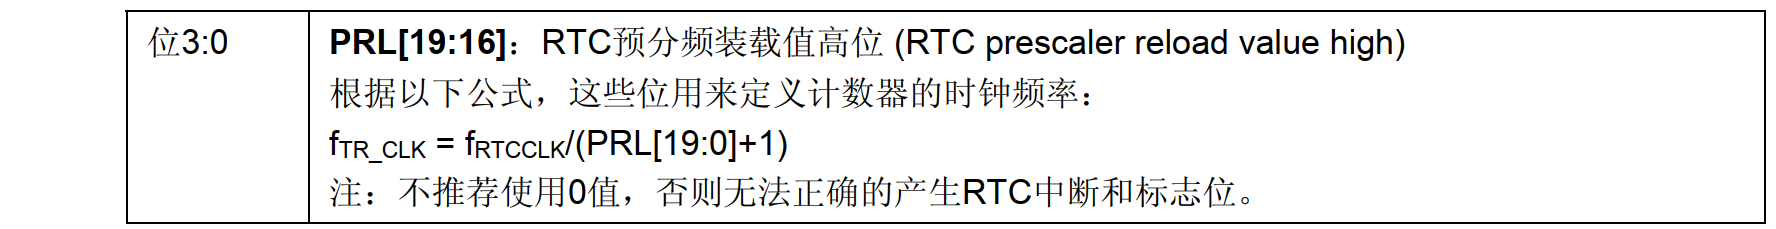 位3:0
PRL[19:16]：RTC预分频装载值高位 (RTC prescaler reload value high)
根据以下公式，这些位用来定义计数器的时钟频率：
fTR_CLK = fRTCCLK/(PRL[19:0]+1)
注：不推荐使用0值，否则无法正确的产生RTC中断和标志位。